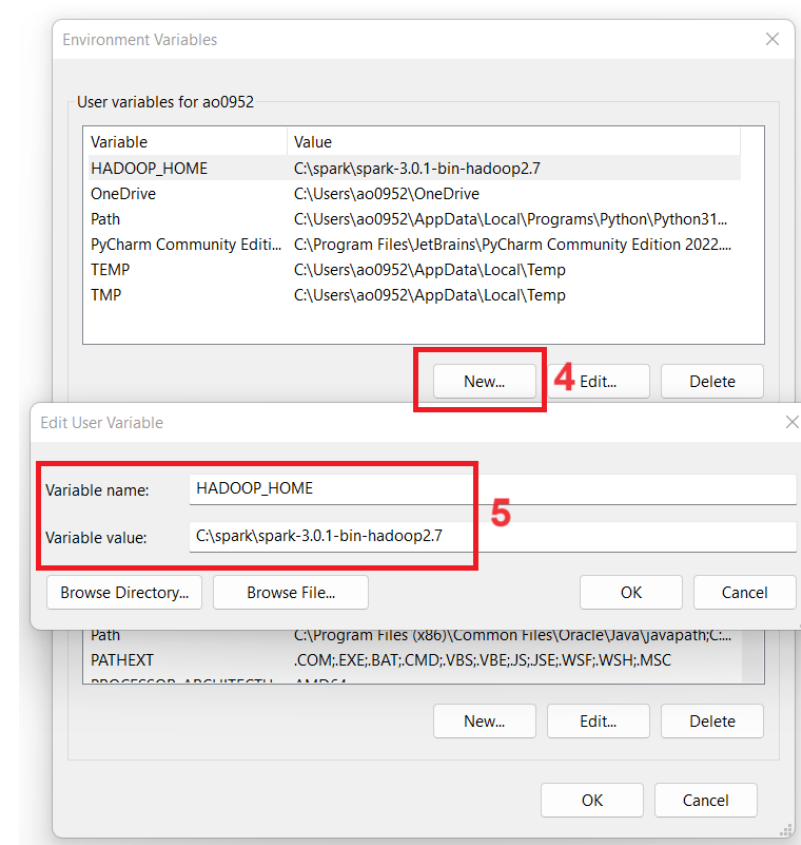 Environment Variables
User variables for ao0952
Variable Value
HADOOP_HOME C:\spark\spark-3.0.1-bin-hadoop2.7
OneDrive C:\Users\ao0952\OneDrive
Path C:\Users\ao0952\AppData\Local\Programs\Python\Python31...
PyCharm Community Editi... C:\Program Files\JetBrains\PyCharm Community Edition 2022....
TEMP C:\Users\ao0952\AppData\Local\Temp
TMP C:\Users\ao0952\AppData\Local\Temp
New... 4 Edit... Delete
Edit User Variable
Variable name: HADOOP_HOME
5
Variable value: C:\spark\spark-3.0.1-bin-hadoop2.7
Browse Directory... Browse File... OK Cancel
Path C:\Program Files (x86)\Common Files\Oracle\Java\javapath;C:...
PATHEXT .COM;.EXE;.BAT;.CMD;.VBS;.VBE;.JS;.JSE;.WSF;.WSH;.MSC
PROCESSOR_ARCHITECTU... AMD64
New... Edit... Delete
OK Cancel